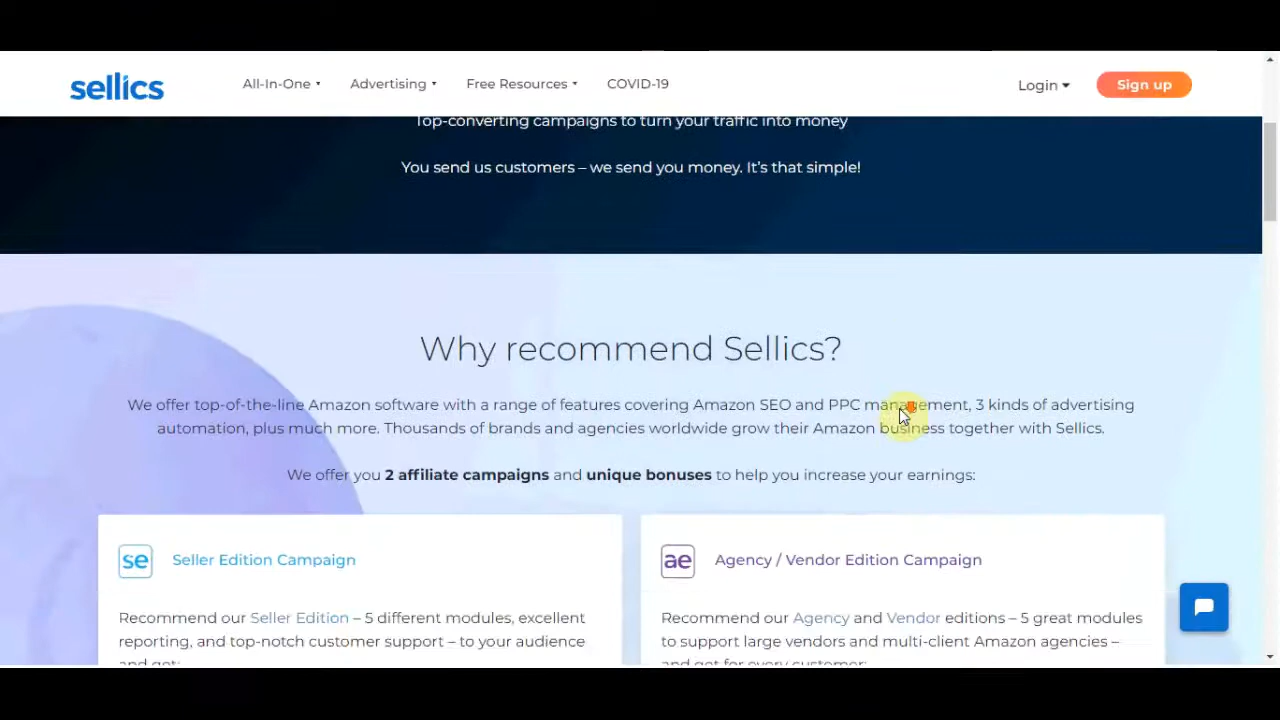 sellics All-In-One Advertising Free Resources COVID-19 Login Sign up
Top-converting campaigns to turn your traffic into money
You send us customers – we send you money. It's that simple!
Why recommend Sellics?
We offer top-of-the-line Amazon software with a range of features covering Amazon SEO and PPC management, 3 kinds of advertising
automation, plus much more. Thousands of brands and agencies worldwide grow their Amazon business together with Sellics.
We offer you 2 affiliate campaigns and unique bonuses to help you increase your earnings:
se Seller Edition Campaign
Recommend our Seller Edition – 5 different modules, excellent
reporting, and top-notch customer support – to your audience
and get:
ae Agency / Vendor Edition Campaign
Recommend our Agency and Vendor editions – 5 great modules
to support large vendors and multi-client Amazon agencies –
and get for every customer: